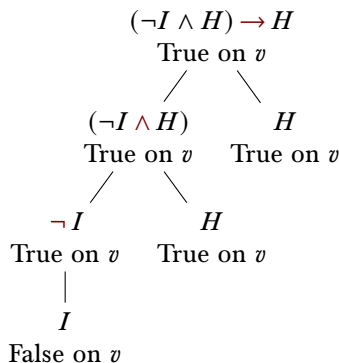 (¬I ∧ H) → H
True on v
(¬I ∧ H) H
True on v True on v
¬I H
True on v True on v
I
False on v